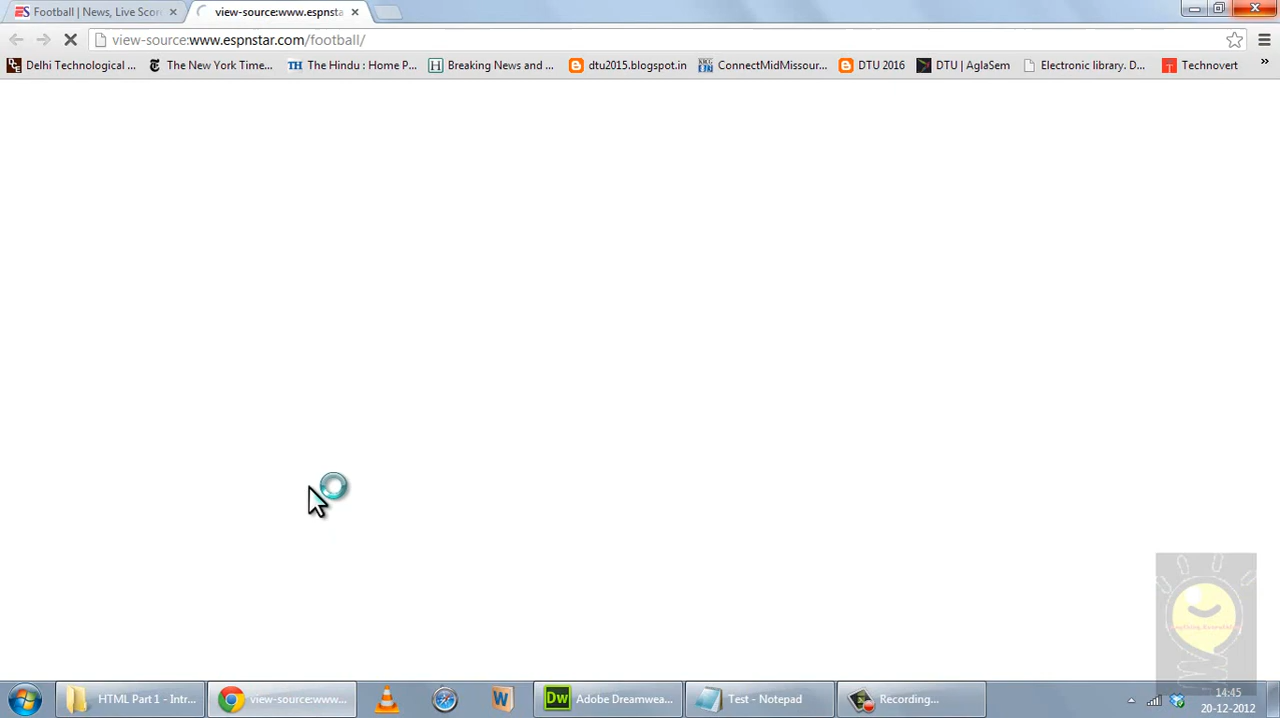 Football | News, Live Scor
view-source:www.espnsta
view-source:www.espnstar.com/football/
Delhi Technological ...
The New York Time...
TH
The Hindu : Home P...
H
Breaking News and ...
dtu2015.blogspot.in
ConnectMidMissour...
DTU 2016
DTU | AglaSem
Electronic library. D...
T
Technovert
»
HTML Part 1 - Intr...
view-source:www...
W
Dw
Adobe Dreamwea...
Test - Notepad
Recording...
14:45
20-12-2012